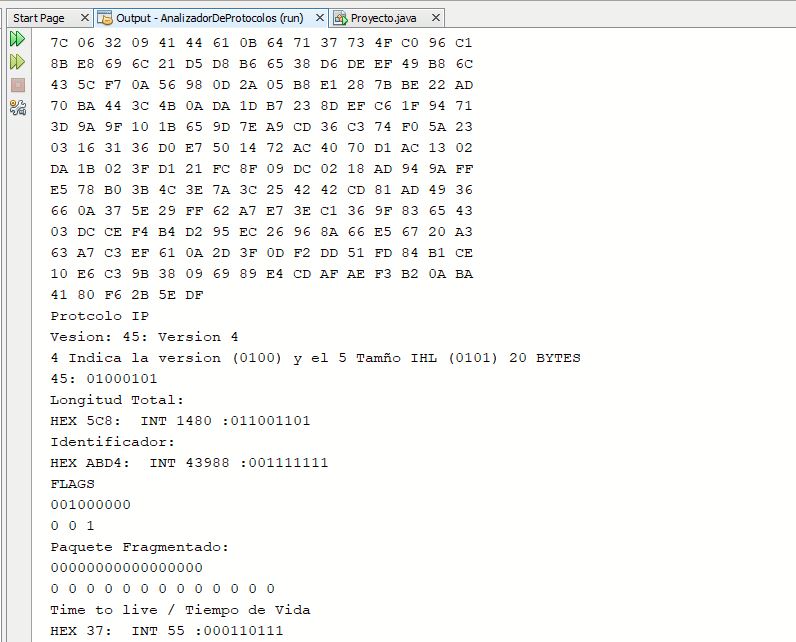 Start Page
Output - AnalizadorDeProtocolos (run)
Proyecto.java
7C 06 32 09 41 44 61 0B 64 71 37 73 4F C0 96 C1
8B E8 69 6C 21 D5 D8 B6 65 38 D6 DE EF 49 B8 6C
43 5C F7 0A 56 98 0D 2A 05 B8 E1 28 7B BE 22 AD
70 BA 44 3C 4B 0A DA 1D B7 23 8D EF C6 1F 94 71
3D 9A 9F 10 1B 65 9D 7E A9 CD 36 C3 74 F0 5A 23
03 16 31 36 D0 E7 50 14 72 AC 40 70 D1 AC 13 02
DA 1B 02 3F D1 21 FC 8F 09 DC 02 18 AD 94 9A FF
E5 78 B0 3B 4C 3E 7A 3C 25 42 42 CD 81 AD 49 36
66 0A 37 5E 29 FF 62 A7 E7 3E C1 36 9F 83 65 43
03 DC CE F4 B4 D2 95 EC 26 96 8A 66 E5 67 20 A3
63 A7 C3 EF 61 0A 2D 3F 0D F2 DD 51 FD 84 B1 CE
10 E6 C3 9B 38 09 69 89 E4 CD AF AE F3 B2 0A BA
41 80 F6 2B 5E DF
Protcolo IP
Vesion: 45: Version 4
4 Indica la version (0100) y el 5 Tamño IHL (0101) 20 BYTES
45: 01000101
Longitud Total:
HEX 5C8:  INT 1480 :011001101
Identificador:
HEX ABD4:  INT 43988 :001111111
FLAGS
001000000
0 0 1
Paquete Fragmentado:
00000000000000000
0 0 0 0 0 0 0 0 0 0 0 0 0
Time to live / Tiempo de Vida
HEX 37:  INT 55 :000110111